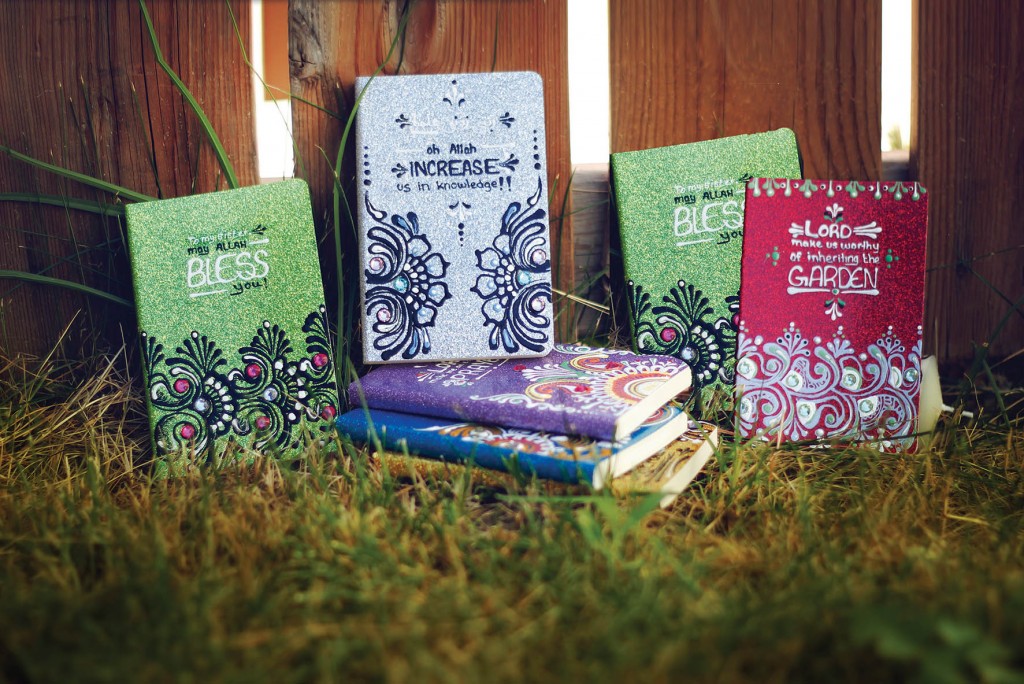 To my sister
may ALLAH
BLESS
you!
oh Allah
INCREASE
us in knowledge!!
To my sister
may ALLAH
BLESS
you
LORD
make us worthy
of inheriting the
GARDEN